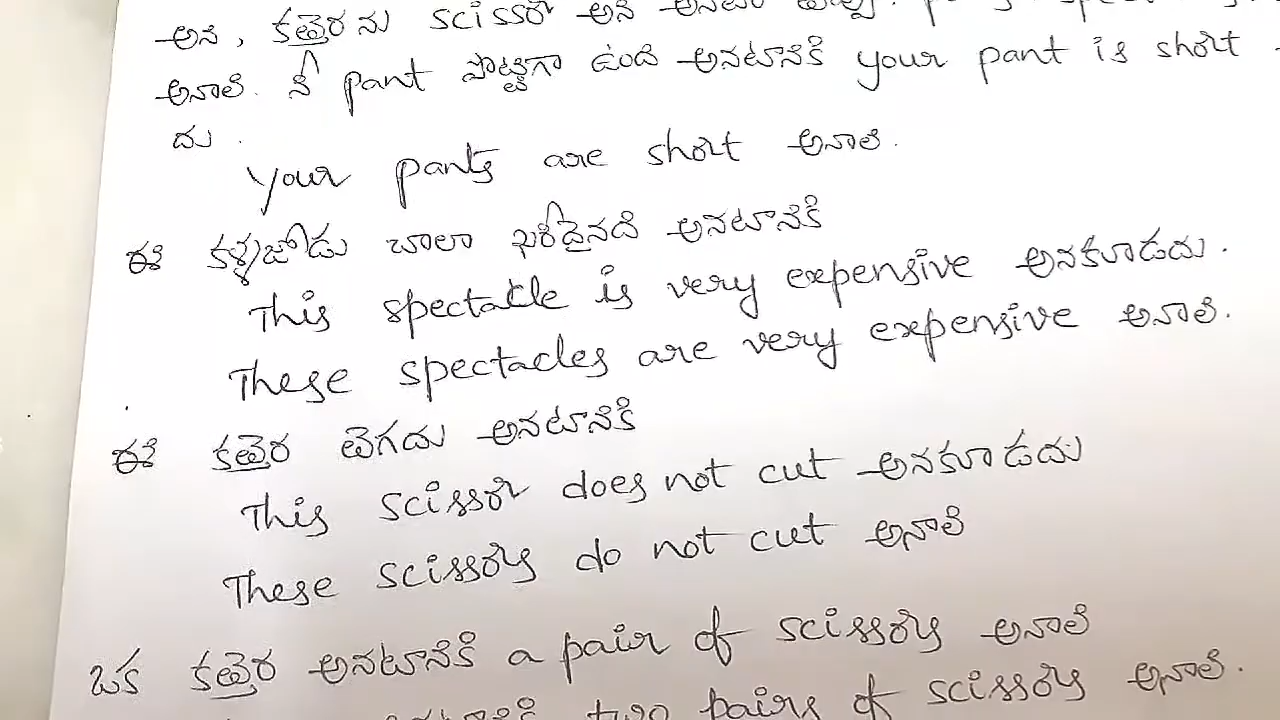 అని, కత్తెరను scissor అని
అనాలి. నీ pant పొట్టిగా ఉంది అనటానికి your pant is short
దు.
Your pants are short అనాలి.
ఈ కళ్ళజోడు చాలా ఖరీదైనది అనటానికి
This spectacle is very expensive అనకూడదు.
These spectacles are very expensive అనాలి.
ఈ కత్తెర తెగదు అనటానికి
This scissor does not cut అనకూడదు
These scissors do not cut అనాలి
ఒక కత్తెర అనటానికి a pair of scissors అనాలి
two pairs of scissors అనాలి.